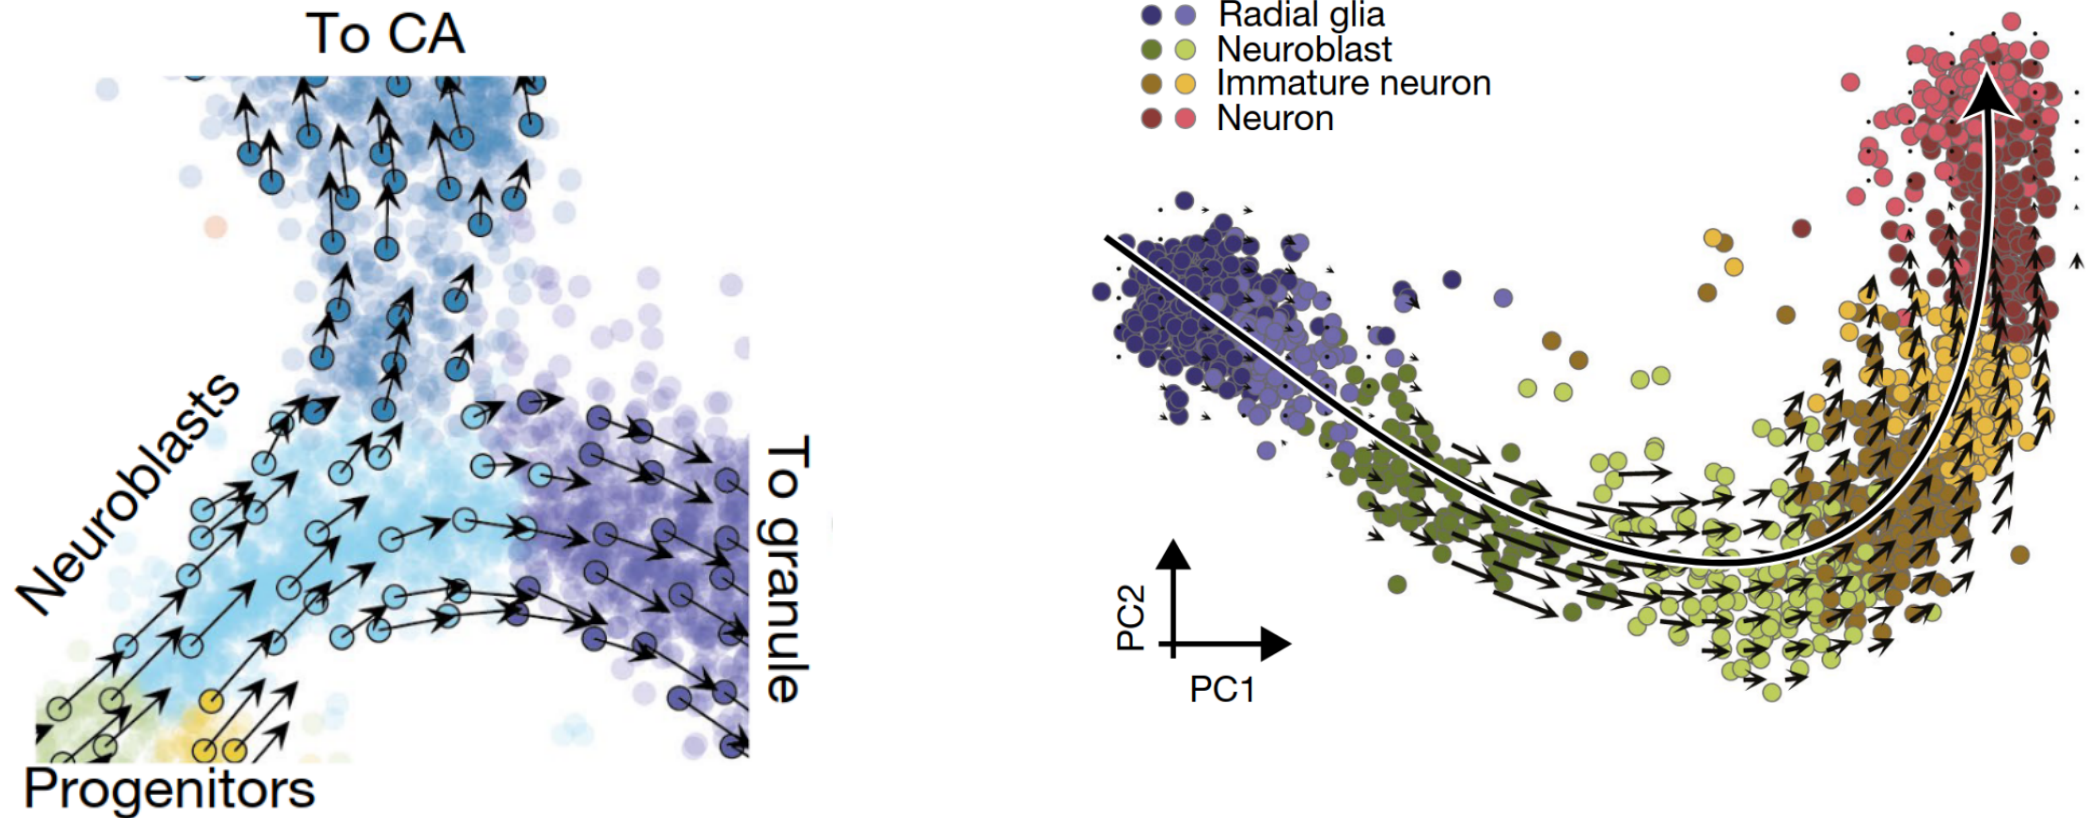 To CA
Neuroblasts
To granule
Progenitors
Radial glia
Neuroblast
Immature neuron
Neuron
PC2
PC1